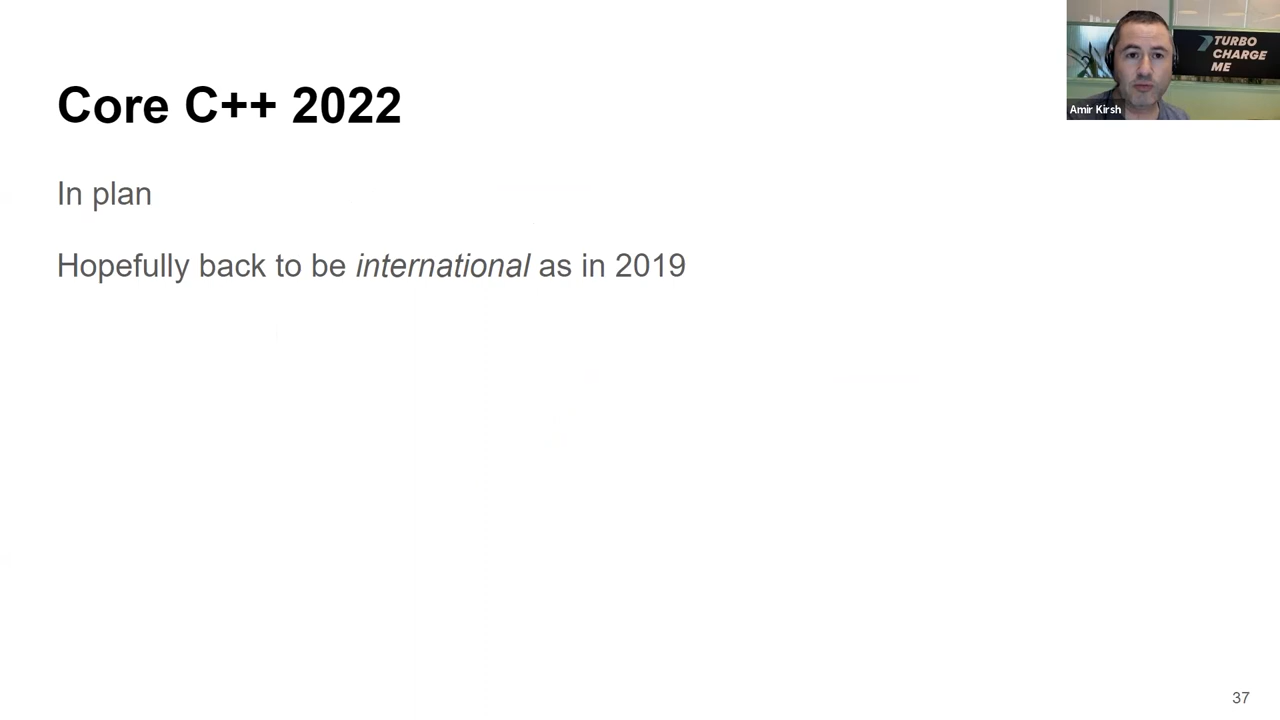 Core C++ 2022
In plan
Hopefully back to be international as in 2019
TURBO
CHARGE
ME
Amir Kirsh
37